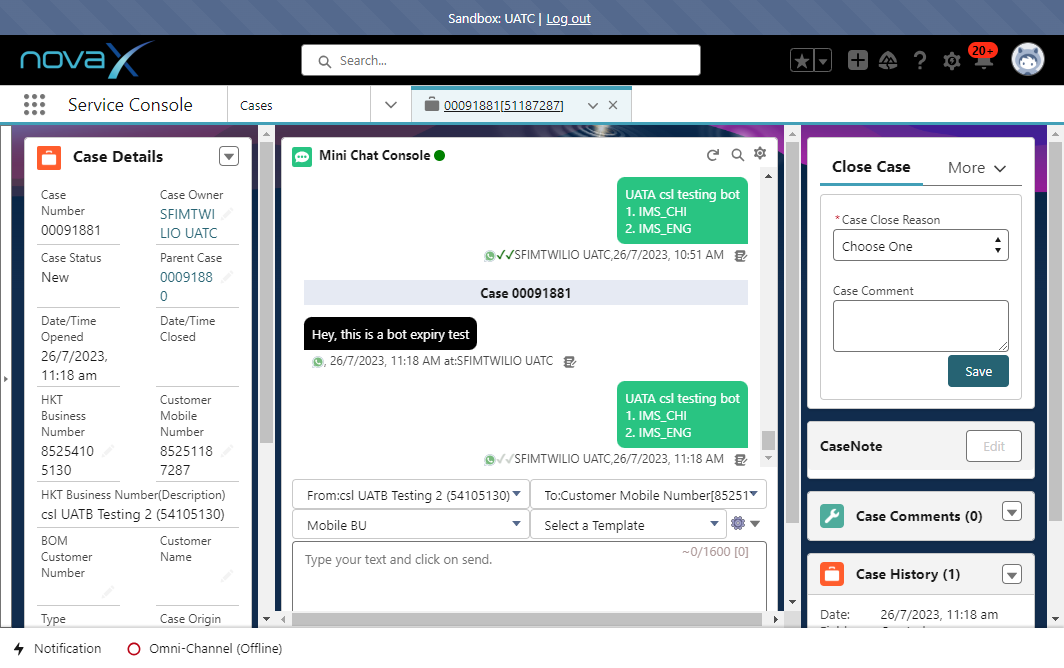 Sandbox: UATC | Log out
novaX
Search...
20+
Service Console
Cases
00091881[51187287]
Case Details
Case Number
00091881
Case Owner
SFIMTWILIO UATC
Case Status
New
Parent Case
00091880
Date/Time Opened
26/7/2023, 11:18 am
Date/Time Closed
HKT Business Number
85254105130
Customer Mobile Number
85251187287
HKT Business Number(Description)
csl UATB Testing 2 (54105130)
BOM Customer Number
Customer Name
Type
Case Origin
Mini Chat Console
UATA csl testing bot
1. IMS_CHI
2. IMS_ENG
SFIMTWILIO UATC,26/7/2023, 10:51 AM
Case 00091881
Hey, this is a bot expiry test
, 26/7/2023, 11:18 AM at:SFIMTWILIO UATC
UATA csl testing bot
1. IMS_CHI
2. IMS_ENG
SFIMTWILIO UATC,26/7/2023, 11:18 AM
From:csl UATB Testing 2 (54105130)
To:Customer Mobile Number[85251
Mobile BU
Select a Template
Type your text and click on send.
~0/1600 [0]
Close Case
More
*Case Close Reason
Choose One
Case Comment
Save
CaseNote
Edit
Case Comments (0)
Case History (1)
Date:
26/7/2023, 11:18 am
Notification
Omni-Channel (Offline)